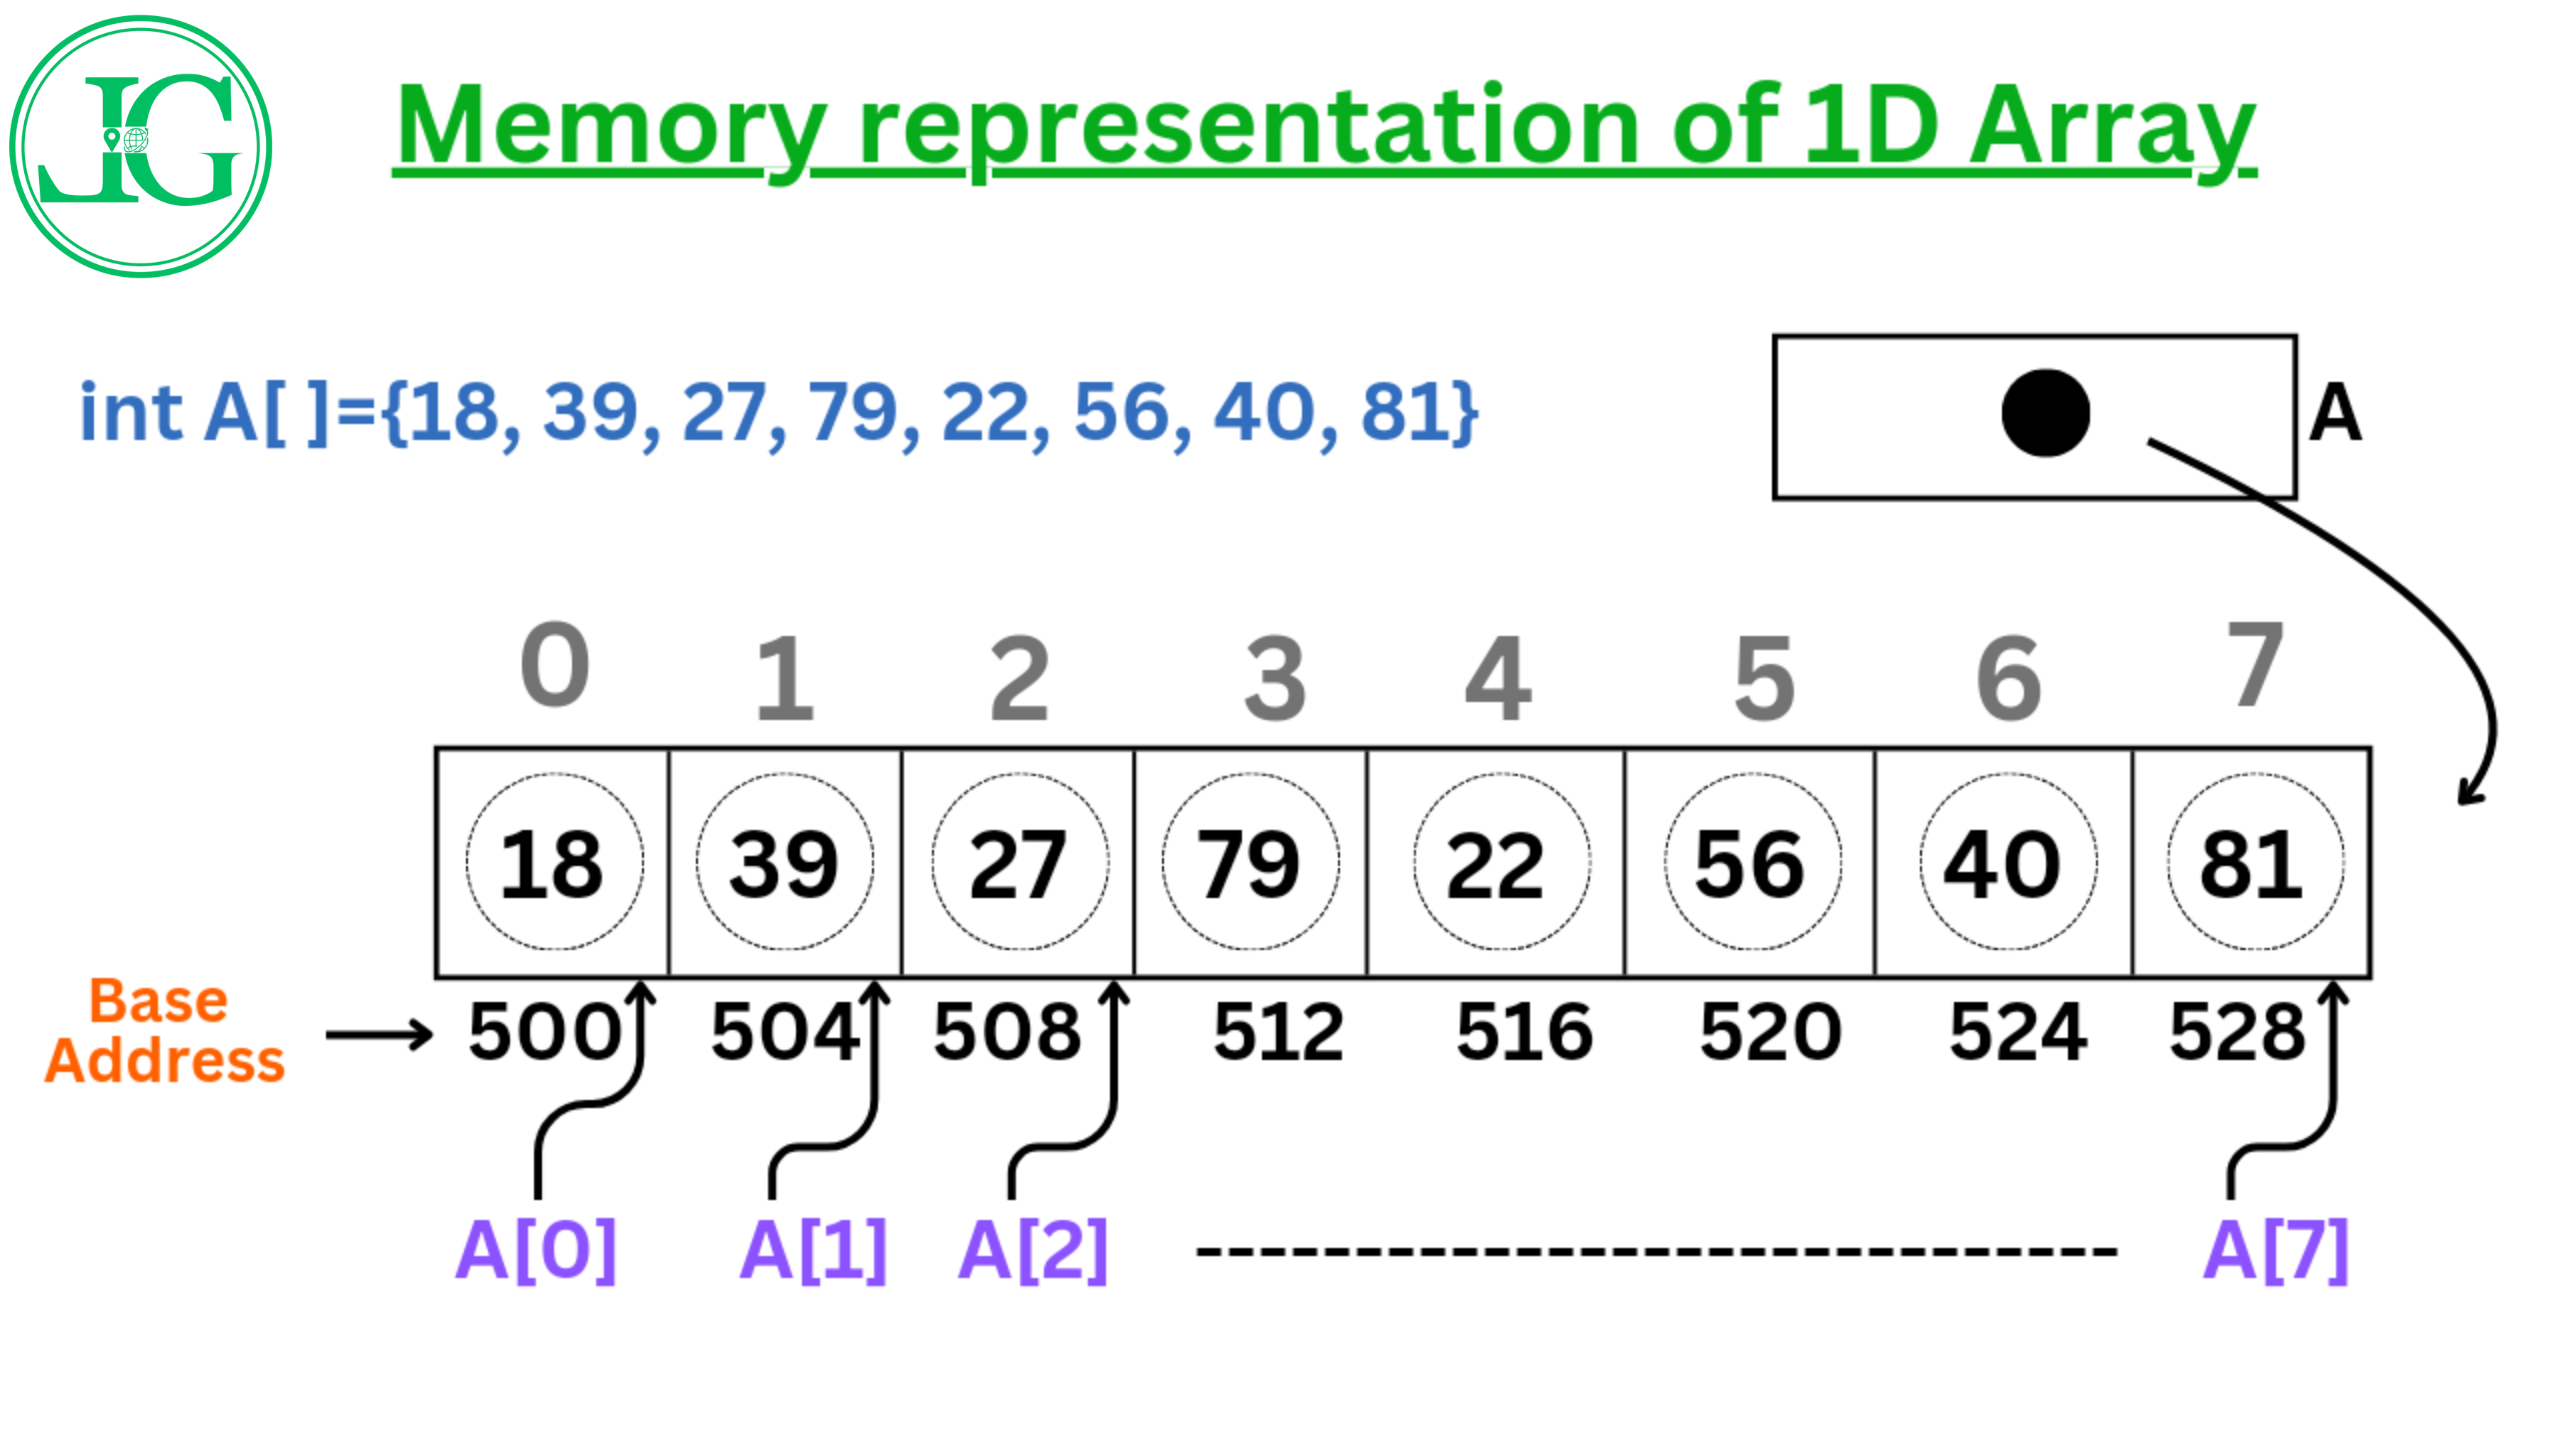 LG
Memory representation of 1D Array
int A[ ]={18, 39, 27, 79, 22, 56, 40, 81}
A
0 1 2 3 4 5 6 7
18 39 27 79 22 56 40 81
Base
Address
500 504 508 512 516 520 524 528
A[0] A[1] A[2] ----------------------------- A[7]